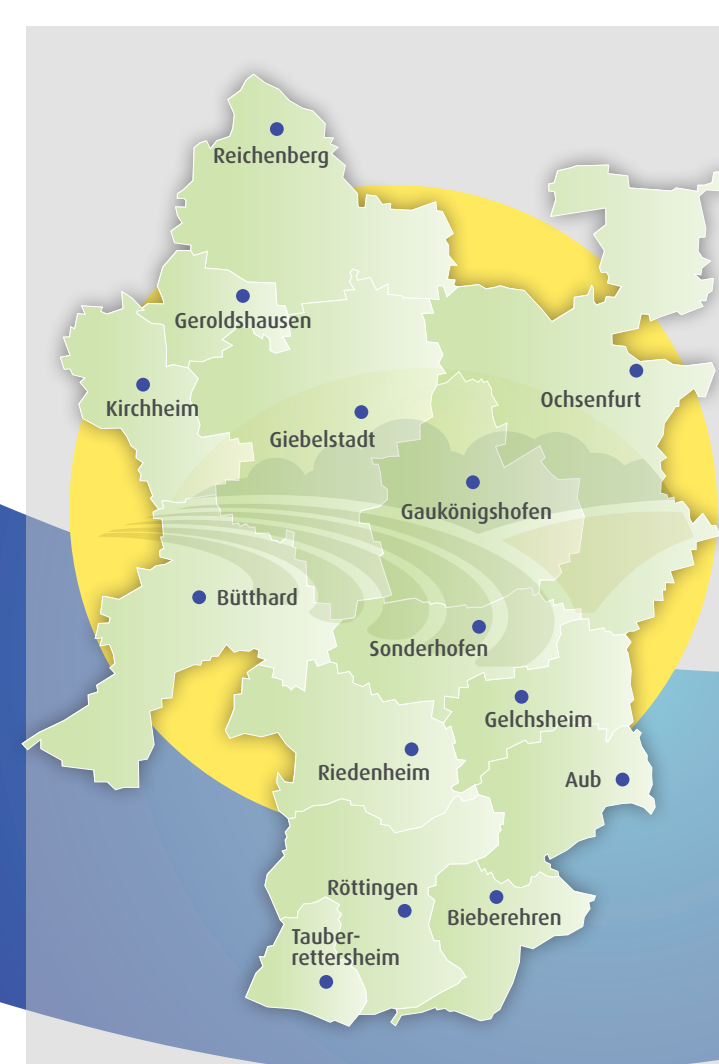 Reichenberg
Geroldshausen
Kirchheim
Ochsenfurt
Giebelstadt
Gaukönigshofen
Bütthard
Sonderhofen
Gelchsheim
Riedenheim
Aub
Röttingen
Bieberehren
Tauber-
rettersheim